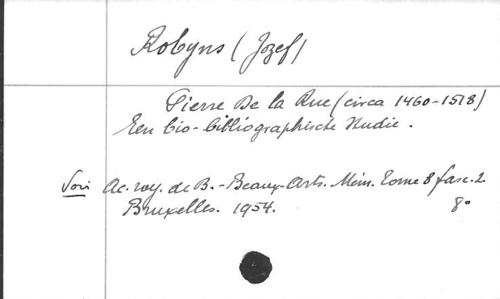 Robyns (Jozef)
Pierre De la Rue (circa 1460-1518)
Een bio-bibliographische studie.
Voir Ac. roy. de B. - Beaux-Arts. Mém. Tome 8 fasc. 2
Bruxelles. 1954. 8°